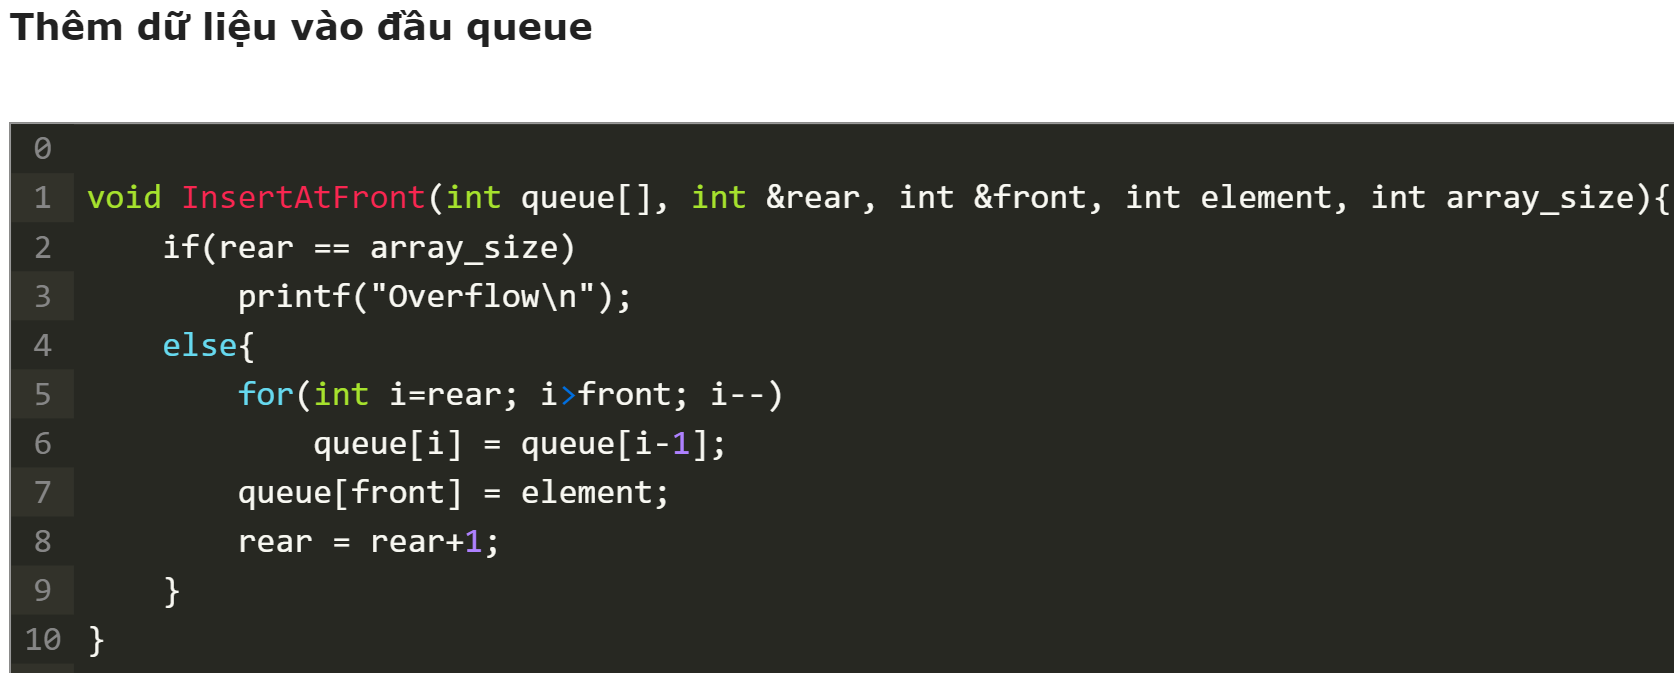 Thêm dữ liệu vào đầu queue
0
1 void InsertAtFront(int queue[], int &rear, int &front, int element, int array_size){
2     if(rear == array_size)
3         printf("Overflow\n");
4     else{
5         for(int i=rear; i>front; i--)
6             queue[i] = queue[i-1];
7         queue[front] = element;
8         rear = rear+1;
9     }
10 }